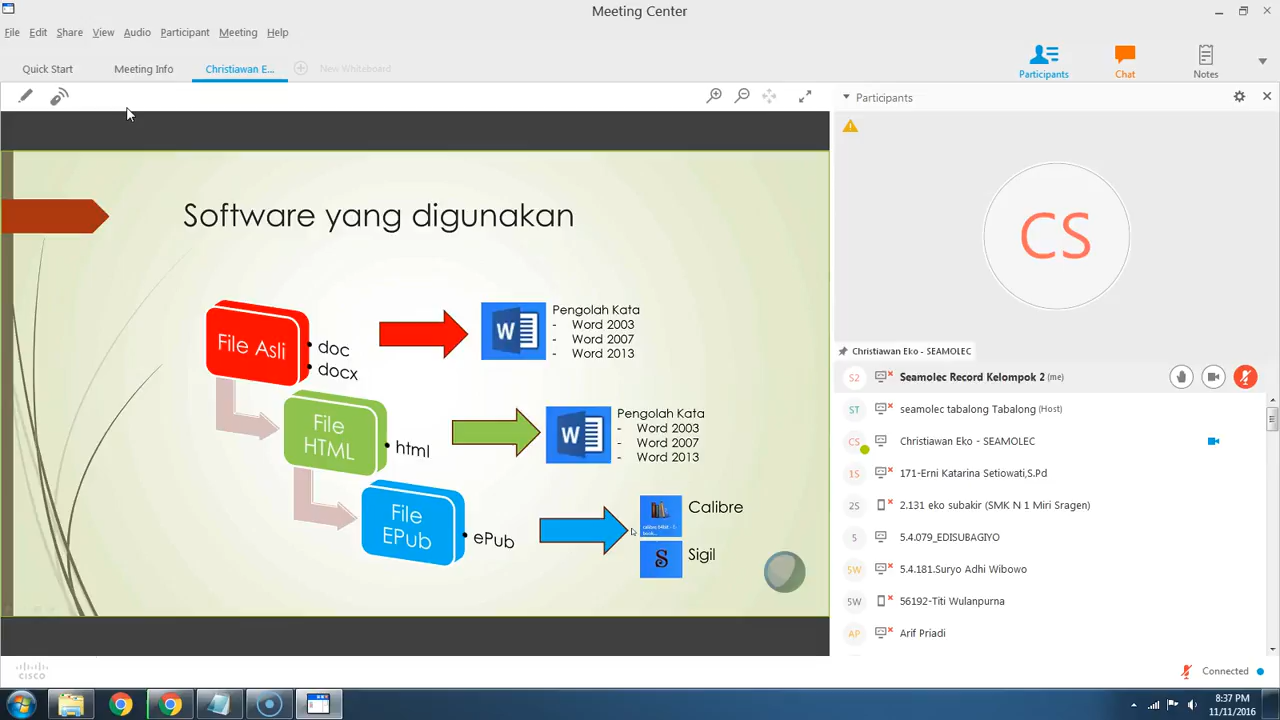 Meeting Center
File Edit Share View Audio Participant Meeting Help
Quick Start Meeting Info Christiawan E... New Whiteboard
Participants Chat Notes
Participants
CS
Christiawan Eko - SEAMOLEC
S2 Seamolec Record Kelompok 2 (me)
ST seamolec tabalong Tabalong (Host)
CS Christiawan Eko - SEAMOLEC
1S 171-Erni Katarina Setiowati,S.Pd
2S 2.131 eko subakir (SMK N 1 Miri Sragen)
5 5.4.079_EDISUBAGIYO
5W 5.4.181.Suryo Adhi Wibowo
5W 56192-Titi Wulanpurna
AP Arif Priadi
Software yang digunakan
File Asli
• doc
• docx
W
Pengolah Kata
- Word 2003
- Word 2007
- Word 2013
File
HTML
• html
W
Pengolah Kata
- Word 2003
- Word 2007
- Word 2013
File
EPub
• ePub
Calibre
S
Sigil
cisco
Connected
8:37 PM
11/11/2016